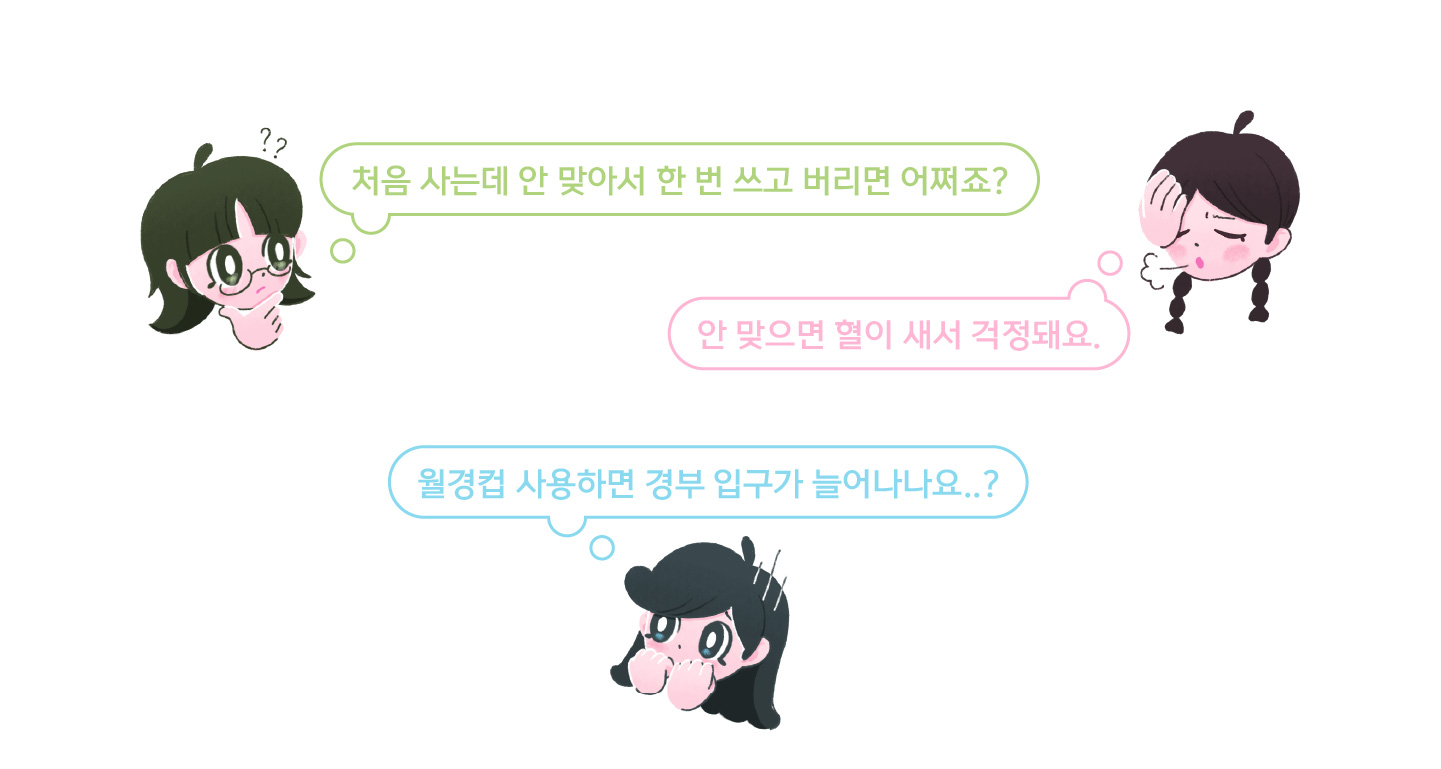 ??
처음 사는데 안 맞아서 한 번 쓰고 버리면 어쩌죠?
안 맞으면 혈이 새서 걱정돼요.
월경컵 사용하면 경부 입구가 늘어나나요..?